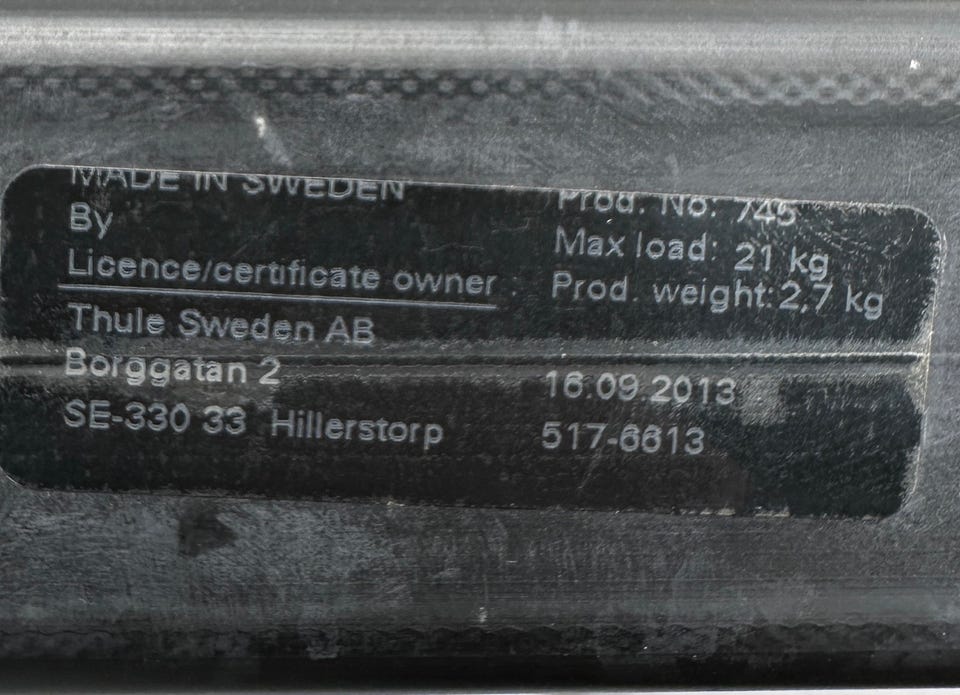 MADE IN SWEDEN
By
Licence/certificate owner :
Thule Sweden AB
Borggatan 2
SE-330 33 Hillerstorp
Prod. No: 745
Max load: 21 kg
Prod. weight: 2,7 kg
16.09.2013
517-6613